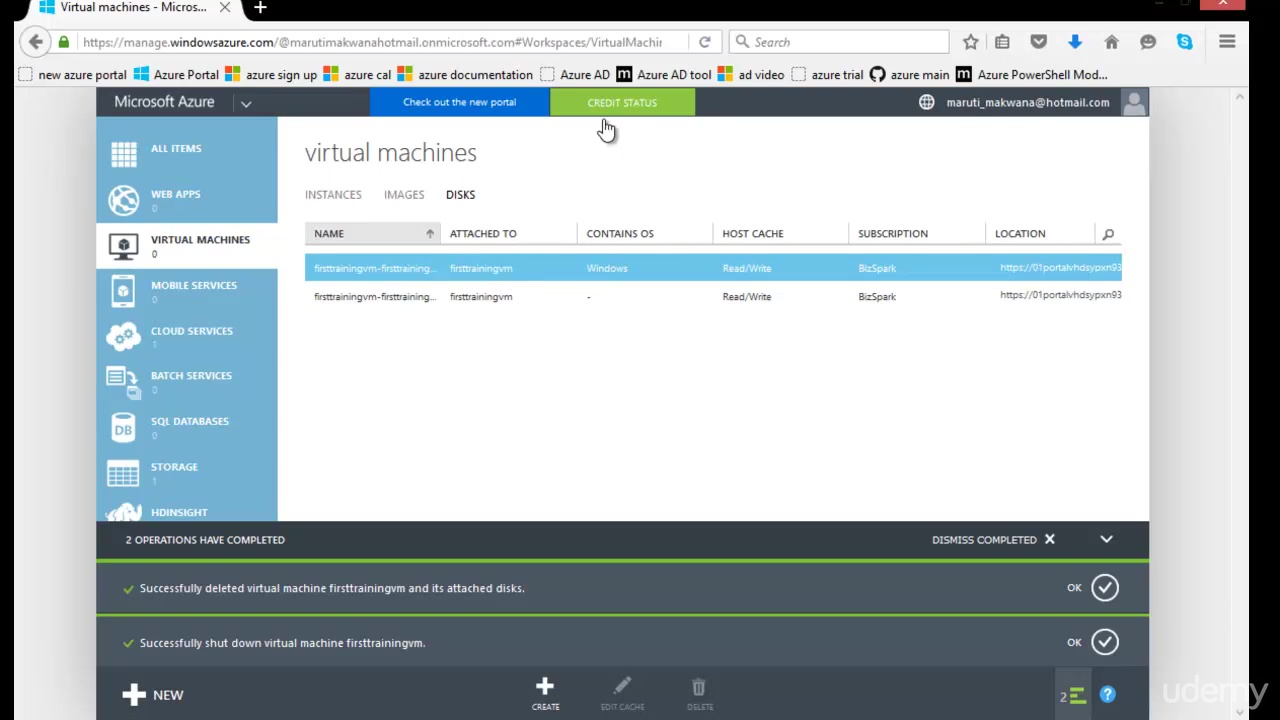 Virtual machines - Micros...
https://manage.windowsazure.com/@marutimakwanahotmail.onmicrosoft.com#Workspaces/VirtualMachin
Search
new azure portal
Azure Portal
azure sign up
azure cal
azure documentation
Azure AD
Azure AD tool
ad video
azure trial
azure main
Azure PowerShell Mod...
Microsoft Azure
Check out the new portal
CREDIT STATUS
maruti_makwana@hotmail.com
ALL ITEMS
WEB APPS
0
VIRTUAL MACHINES
0
MOBILE SERVICES
0
CLOUD SERVICES
1
BATCH SERVICES
0
SQL DATABASES
0
DB
STORAGE
1
HDINSIGHT
virtual machines
INSTANCES IMAGES DISKS
NAME ATTACHED TO CONTAINS OS HOST CACHE SUBSCRIPTION LOCATION
firsttrainingvm-firsttraining... firsttrainingvm Windows Read/Write BizSpark https://01portalvhdsypxn93
firsttrainingvm-firsttraining... firsttrainingvm - Read/Write BizSpark https://01portalvhdsypxn93
2 OPERATIONS HAVE COMPLETED
DISMISS COMPLETED
Successfully deleted virtual machine firsttrainingvm and its attached disks.
OK
Successfully shut down virtual machine firsttrainingvm.
OK
NEW
CREATE
EDIT CACHE
DELETE
2
?
udemy